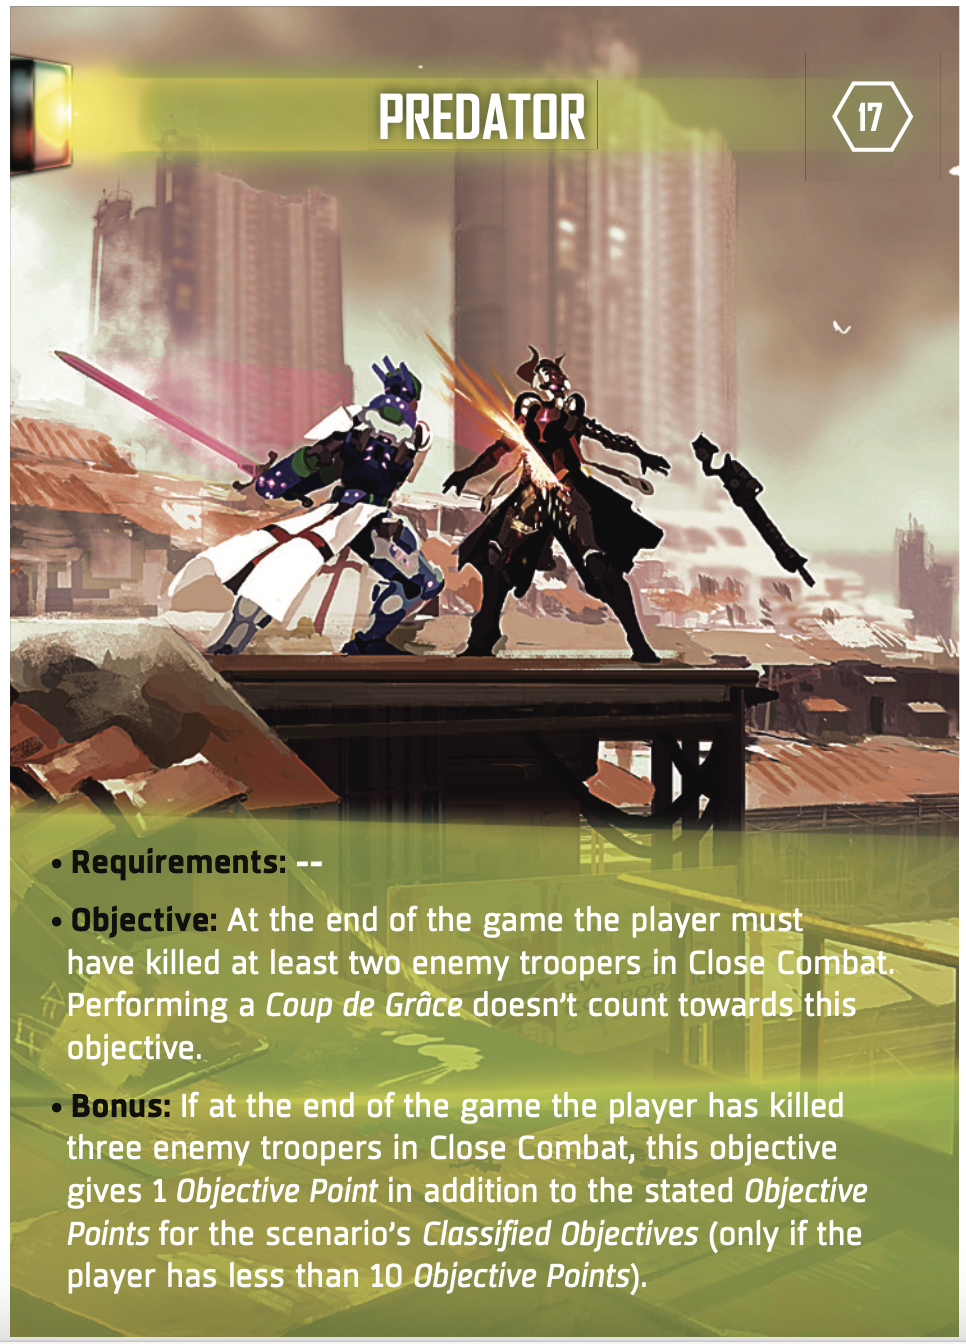 PREDATOR
17
• Requirements: --
• Objective: At the end of the game the player must
have killed at least two enemy troopers in Close Combat.
Performing a Coup de Grâce doesn't count towards this
objective.
• Bonus: If at the end of the game the player has killed
three enemy troopers in Close Combat, this objective
gives 1 Objective Point in addition to the stated Objective
Points for the scenario's Classified Objectives (only if the
player has less than 10 Objective Points).